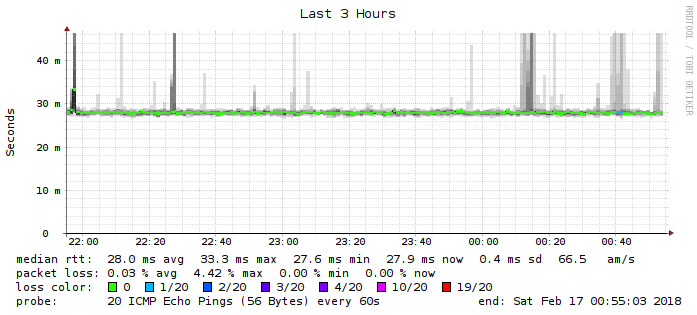 Last 3 Hours
RRDTOOL / TOBI OETIKER
Seconds
40 m
30 m
20 m
10 m
0
22:00 22:20 22:40 23:00 23:20 23:40 00:00 00:20 00:40
median rtt: 28.0 ms avg 33.3 ms max 27.6 ms min 27.9 ms now 0.4 ms sd 66.5 am/s
packet loss: 0.03 % avg 4.42 % max 0.00 % min 0.00 % now
loss color: 0 1/20 2/20 3/20 4/20 10/20 19/20
probe: 20 ICMP Echo Pings (56 Bytes) every 60s end: Sat Feb 17 00:55:03 2018